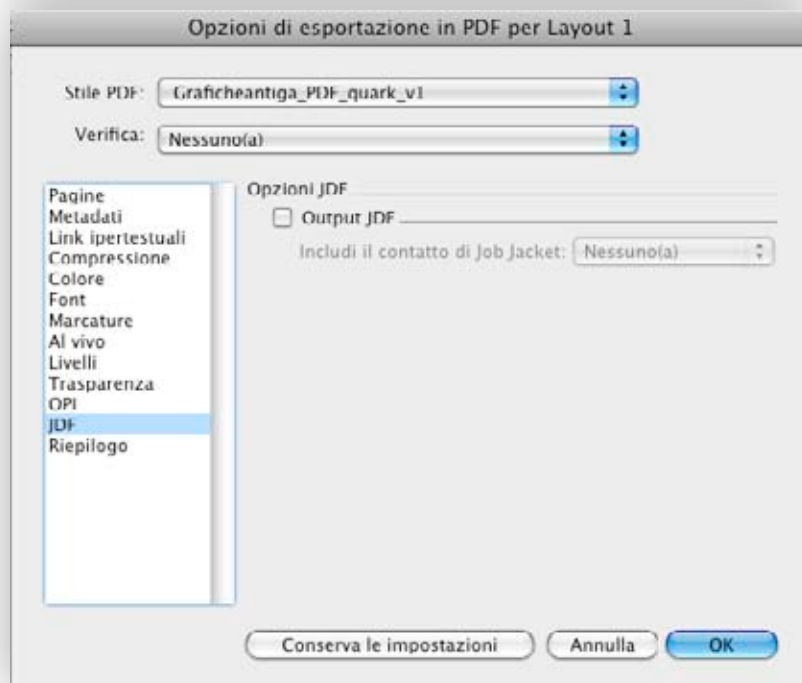 Opzioni di esportazione in PDF per Layout 1
Stile PDF: Graficheantiga_PDF_quark_v1
Verifica: Nessuno(a)
Pagine
Metadati
Link ipertestuali
Compressione
Colore
Font
Marcature
Al vivo
Livelli
Trasparenza
OPI
JDF
Riepilogo
Opzioni JDF
Output JDF
Includi il contatto di Job Jacket: Nessuno(a)
Conserva le impostazioni
Annulla
OK